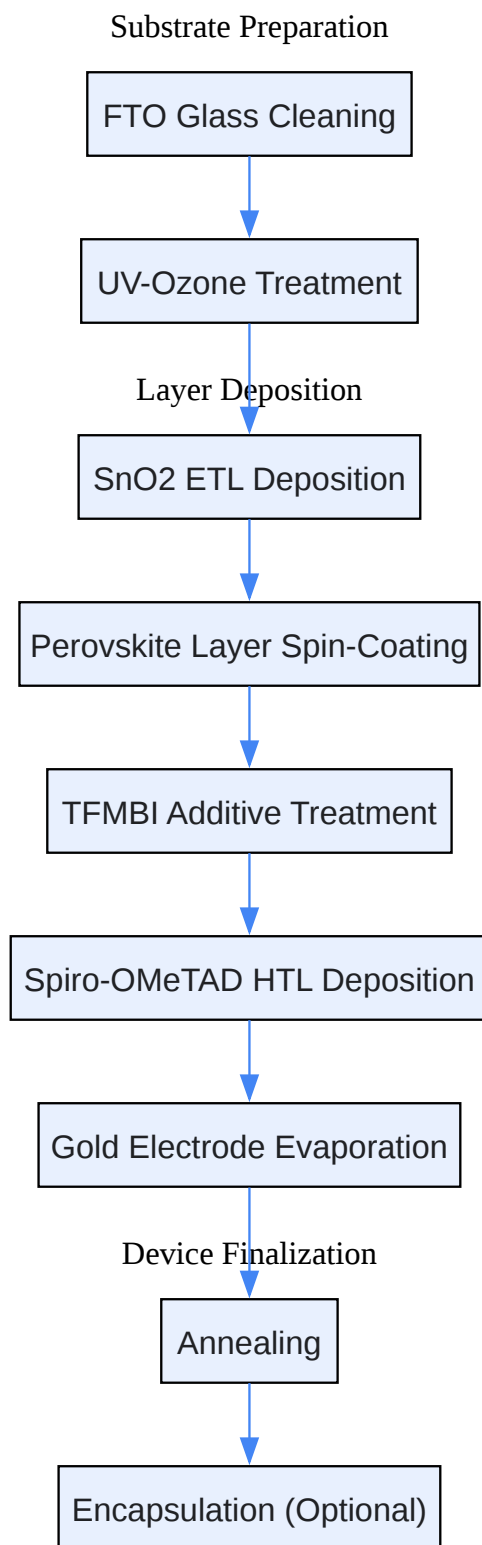 Substrate Preparation
FTO Glass Cleaning
UV-Ozone Treatment
Layer Deposition
SnO2 ETL Deposition
Perovskite Layer Spin-Coating
TFMBI Additive Treatment
Spiro-OMeTAD HTL Deposition
Gold Electrode Evaporation
Device Finalization
Annealing
Encapsulation (Optional)